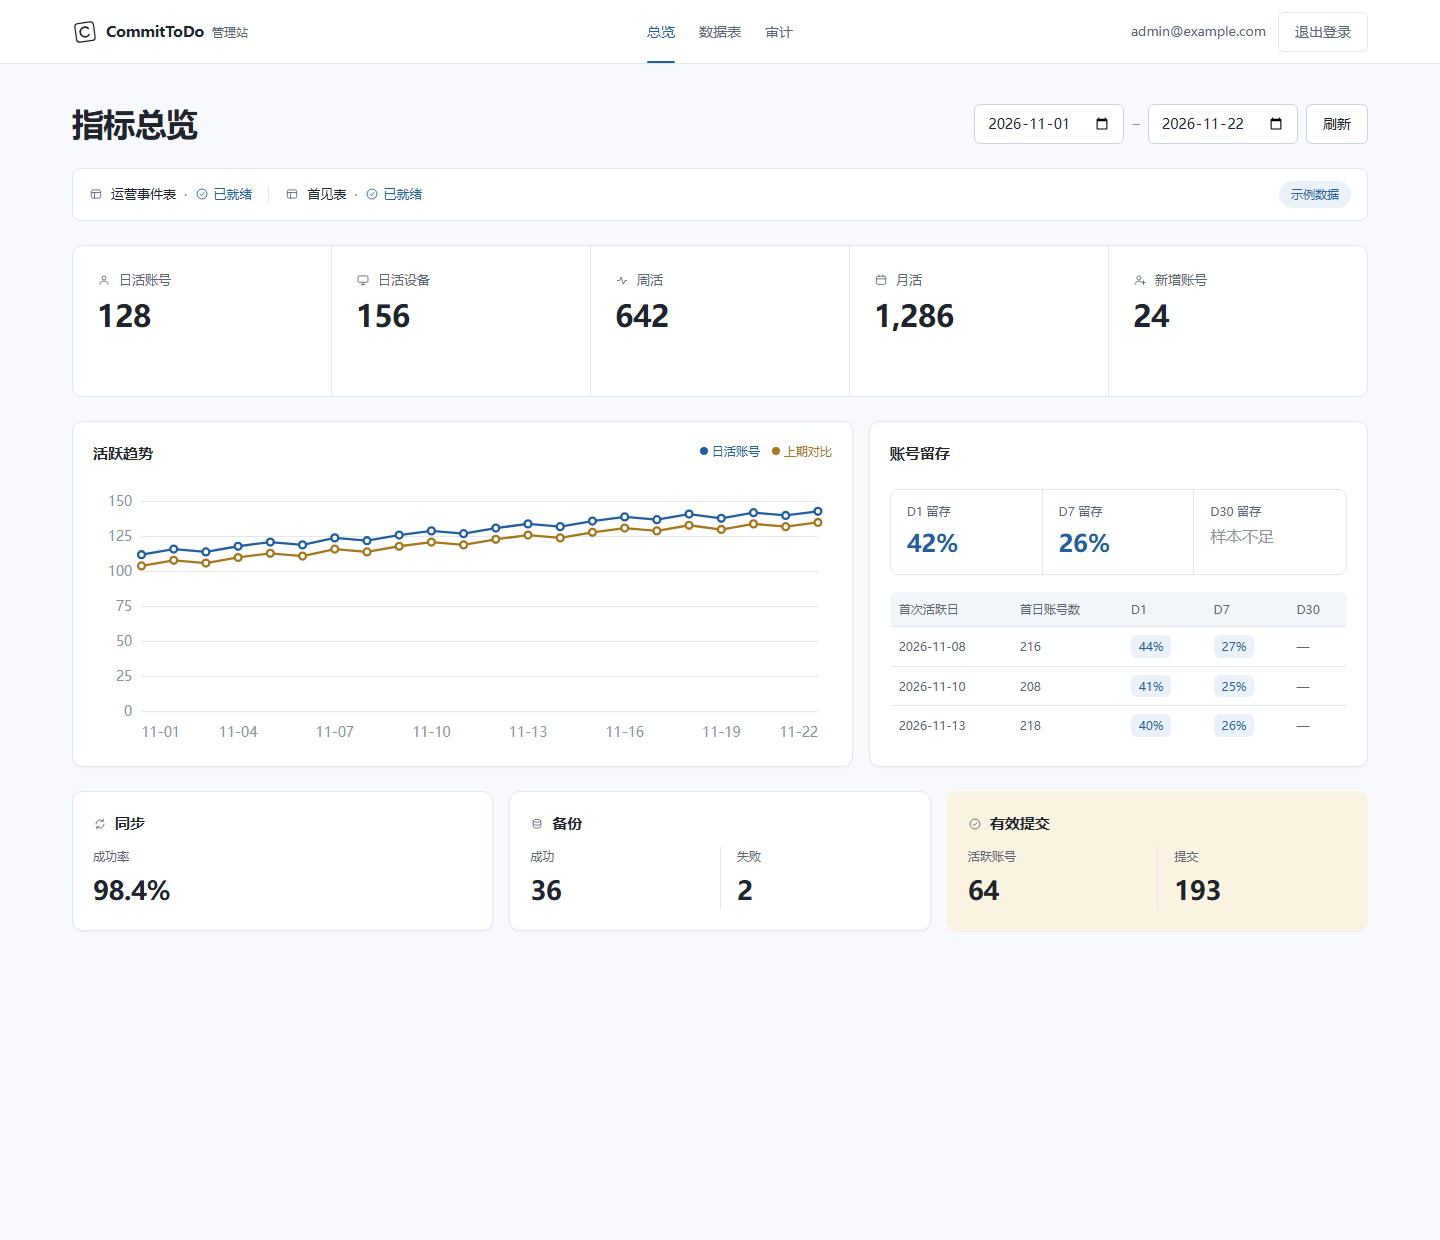 CommitToDo 管理站
总览 数据表 审计
admin@example.com 退出登录
指标总览
2026-11-01 – 2026-11-22 刷新
运营事件表 · 已就绪 首见表 · 已就绪 示例数据
日活账号 日活设备 周活 月活 新增账号
128 156 642 1,286 24
活跃趋势
日活账号 上期对比
150
125
100
75
50
25
0
11-01 11-04 11-07 11-10 11-13 11-16 11-19 11-22
账号留存
D1 留存 D7 留存 D30 留存
42% 26% 样本不足
首次活跃日 首日账号数 D1 D7 D30
2026-11-08 216 44% 27% —
2026-11-10 208 41% 25% —
2026-11-13 218 40% 26% —
同步
成功率
98.4%
备份
成功 失败
36 2
有效提交
活跃账号 提交
64 193